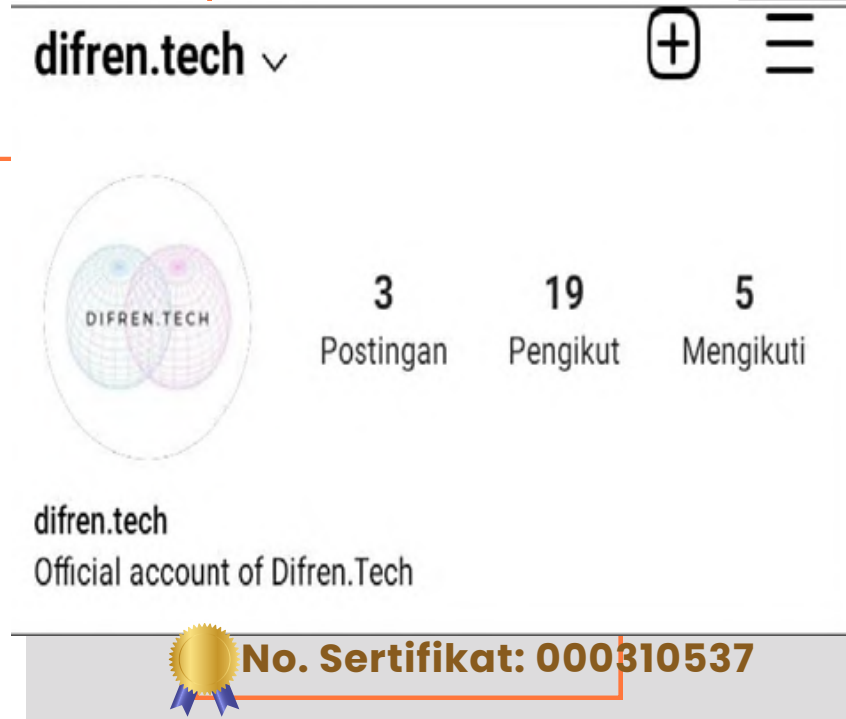 difren.tech
DIFREN.TECH
3 19 5
Postingan Pengikut Mengikuti
difren.tech
Official account of Difren.Tech
No. Sertifikat: 000310537